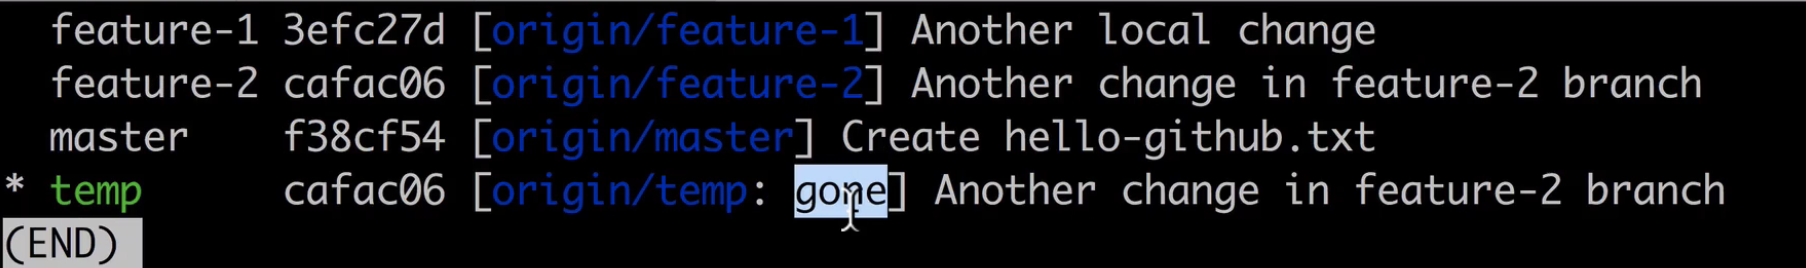 feature-1 3efc27d [origin/feature-1] Another local change
feature-2 cafac06 [origin/feature-2] Another change in feature-2 branch
master    f38cf54 [origin/master] Create hello-github.txt
* temp      cafac06 [origin/temp: gone] Another change in feature-2 branch
(END)